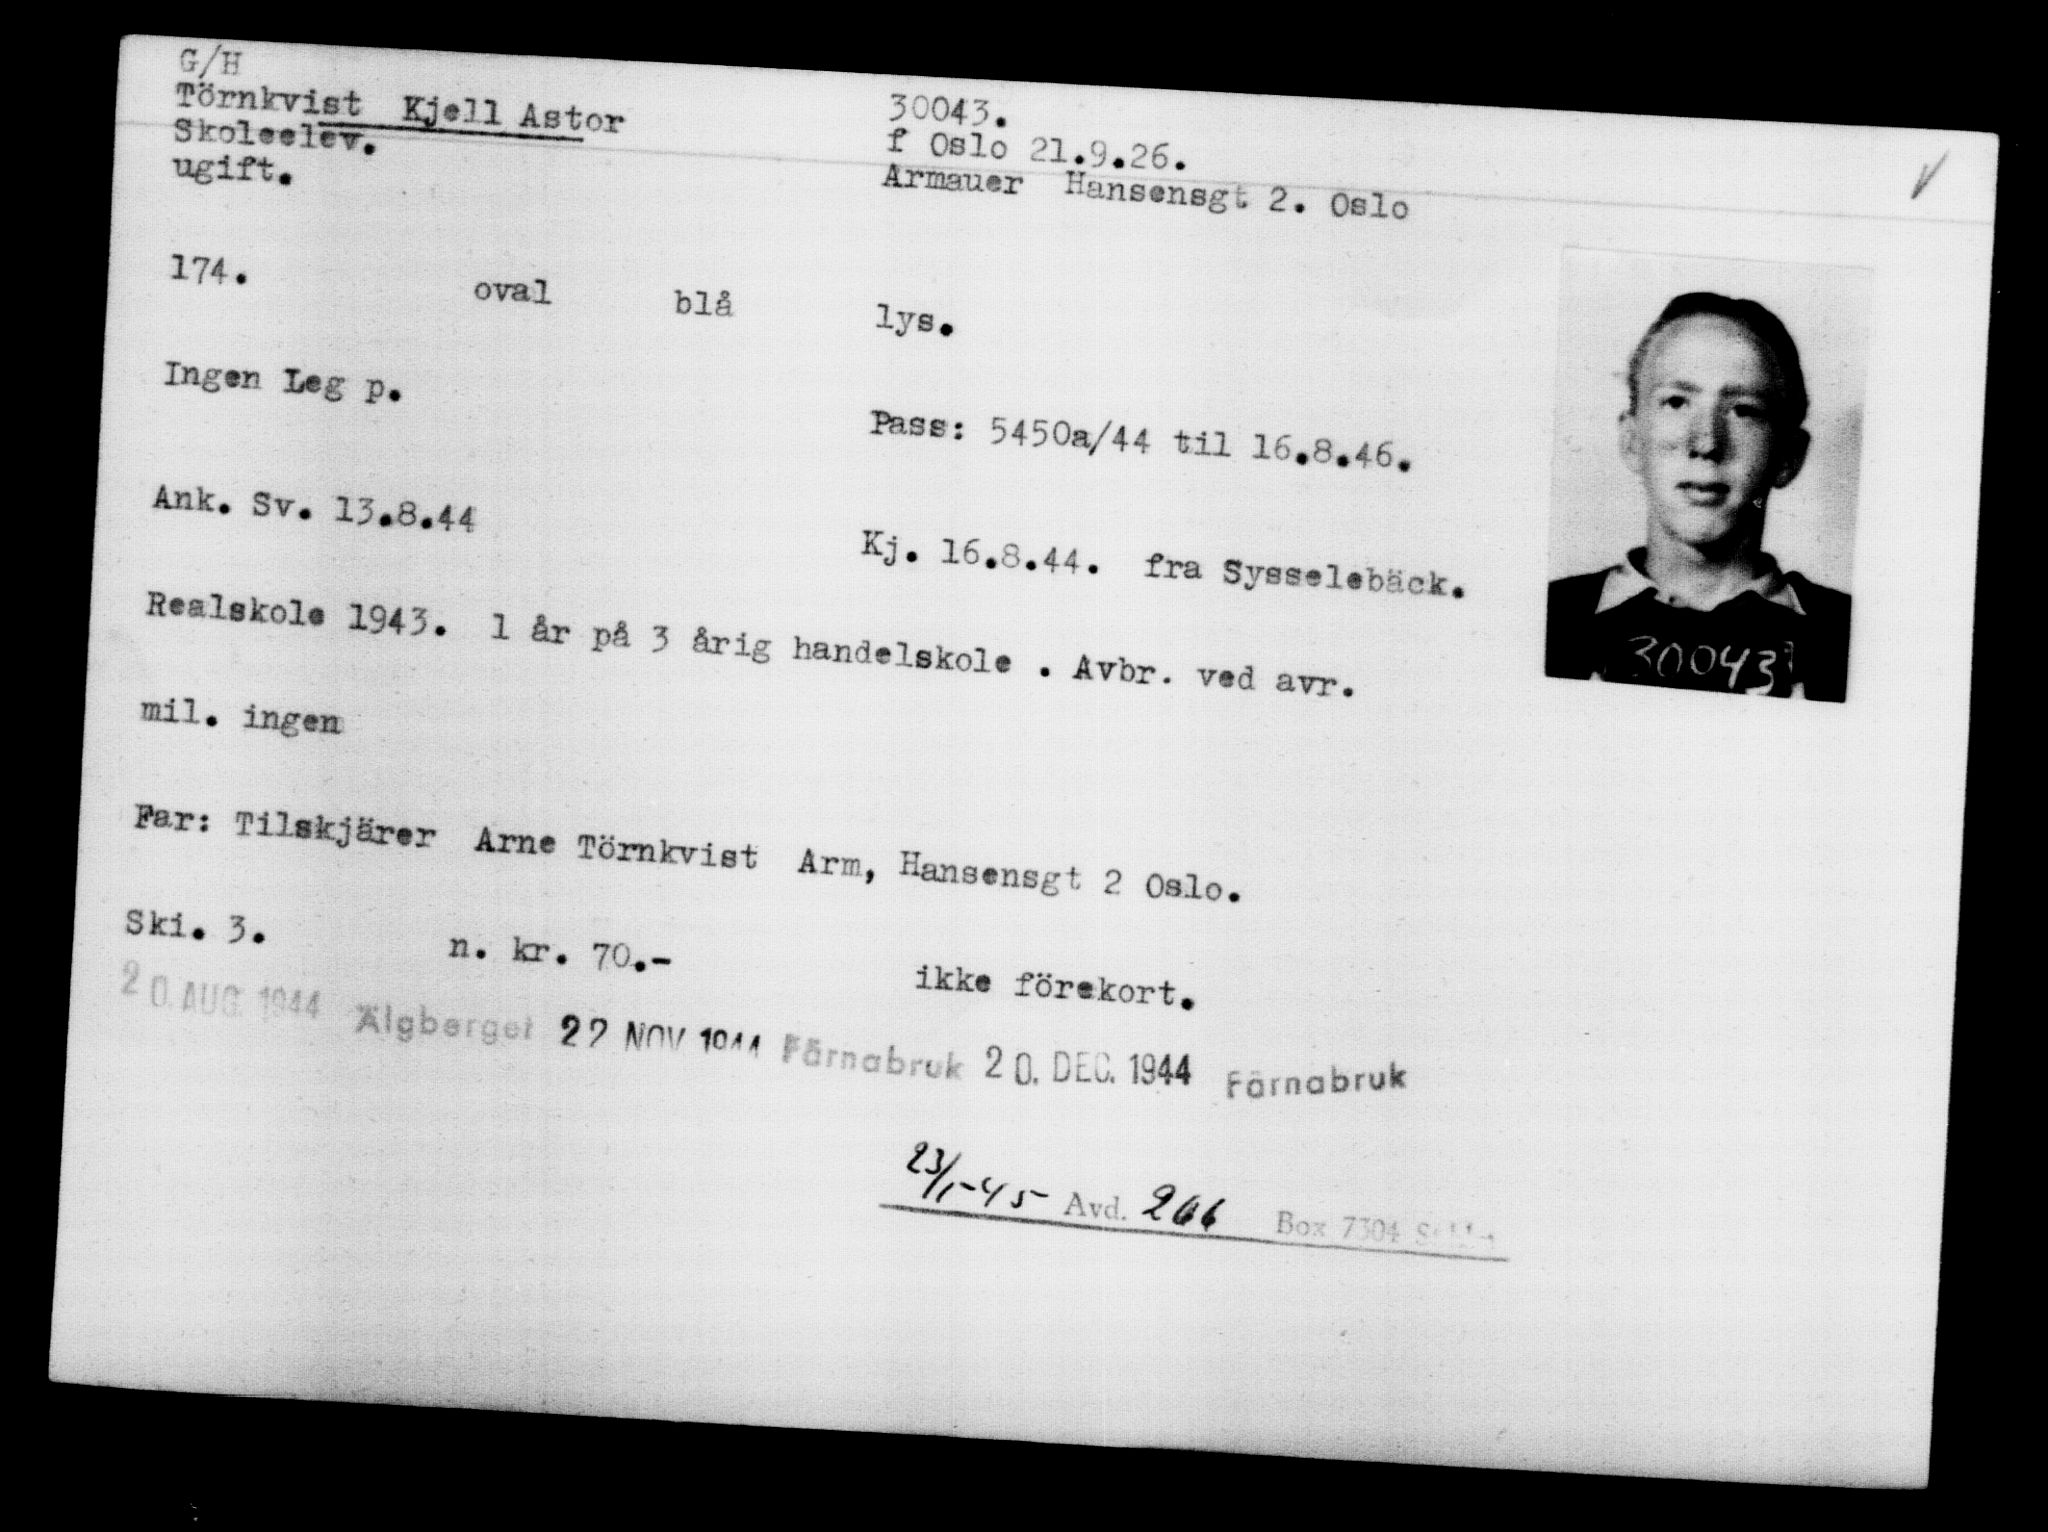 G/H
Törnkvist Kjell Astor 30043.
Skoleelev. f Oslo 21.9.26.
ugift. Armauer Hansensgt 2. Oslo
174. oval blå lys.
Ingen Leg p. Pass: 5450a/44 til 16.8.46.
Ank. Sv. 13.8.44 Kj. 16.8.44. fra Sysselebäck.
Realskole 1943. 1 år på 3 årig handelskole . Avbr. ved avr.
30043
mil. ingen
Far: Tilskjärer Arne Törnkvist Arm, Hansensgt 2 Oslo.
Ski. 3. n. kr. 70.- ikke förekort.
20. AUG. 1944 Älgberget 22 NOV 1944 Färnabruk 20. DEC. 1944 Färnabruk
23/1-45 Avd. 266 Box 7304